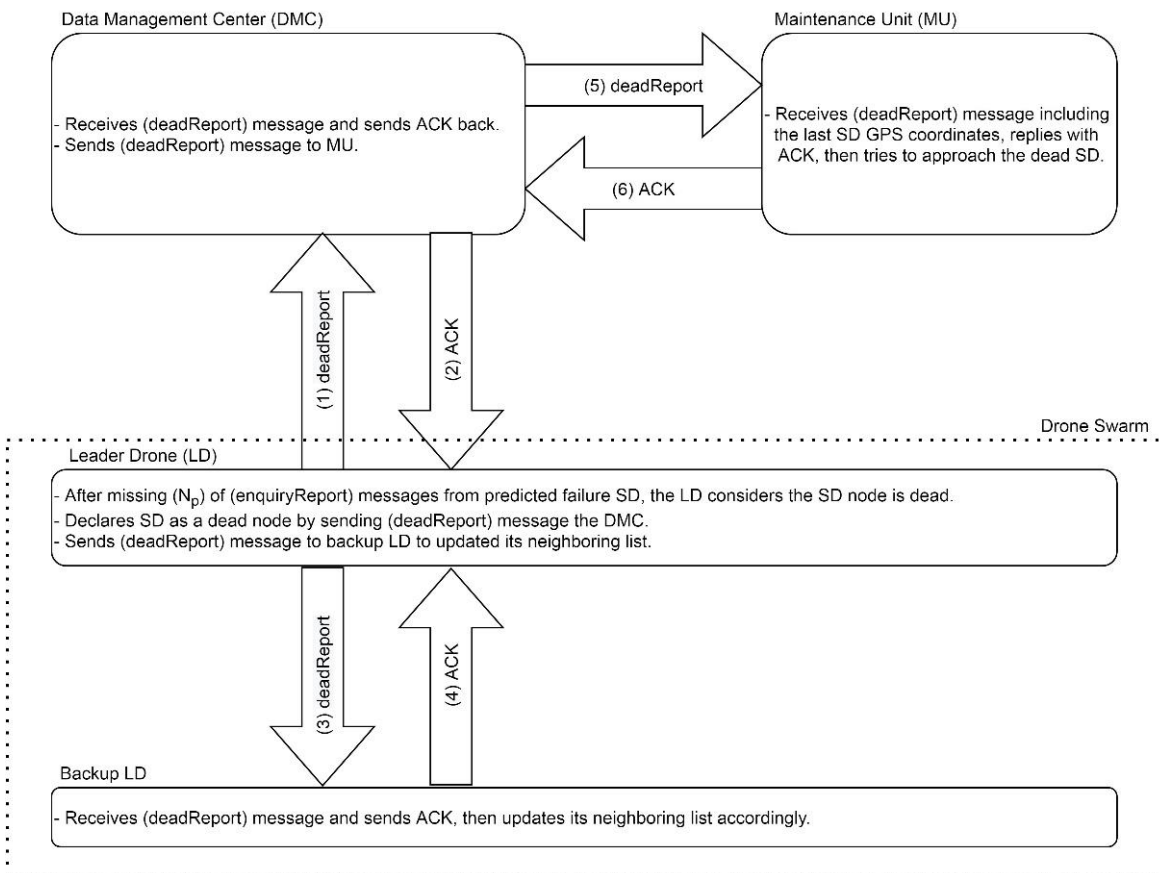 Data Management Center (DMC)
Maintenance Unit (MU)
(5) deadReport
- Receives (deadReport) message and sends ACK back.
- Sends (deadReport) message to MU.
- Receives (deadReport) message including
the last SD GPS coordinates, replies with
ACK, then tries to approach the dead SD.
(6) ACK
(1) deadReport
(2) ACK
Drone Swarm
Leader Drone (LD)
- After missing (Np) of (enquiryReport) messages from predicted failure SD, the LD considers the SD node is dead.
- Declares SD as a dead node by sending (deadReport) message the DMC.
- Sends (deadReport) message to backup LD to updated its neighboring list.
(3) deadReport
(4) ACK
Backup LD
- Receives (deadReport) message and sends ACK, then updates its neighboring list accordingly.